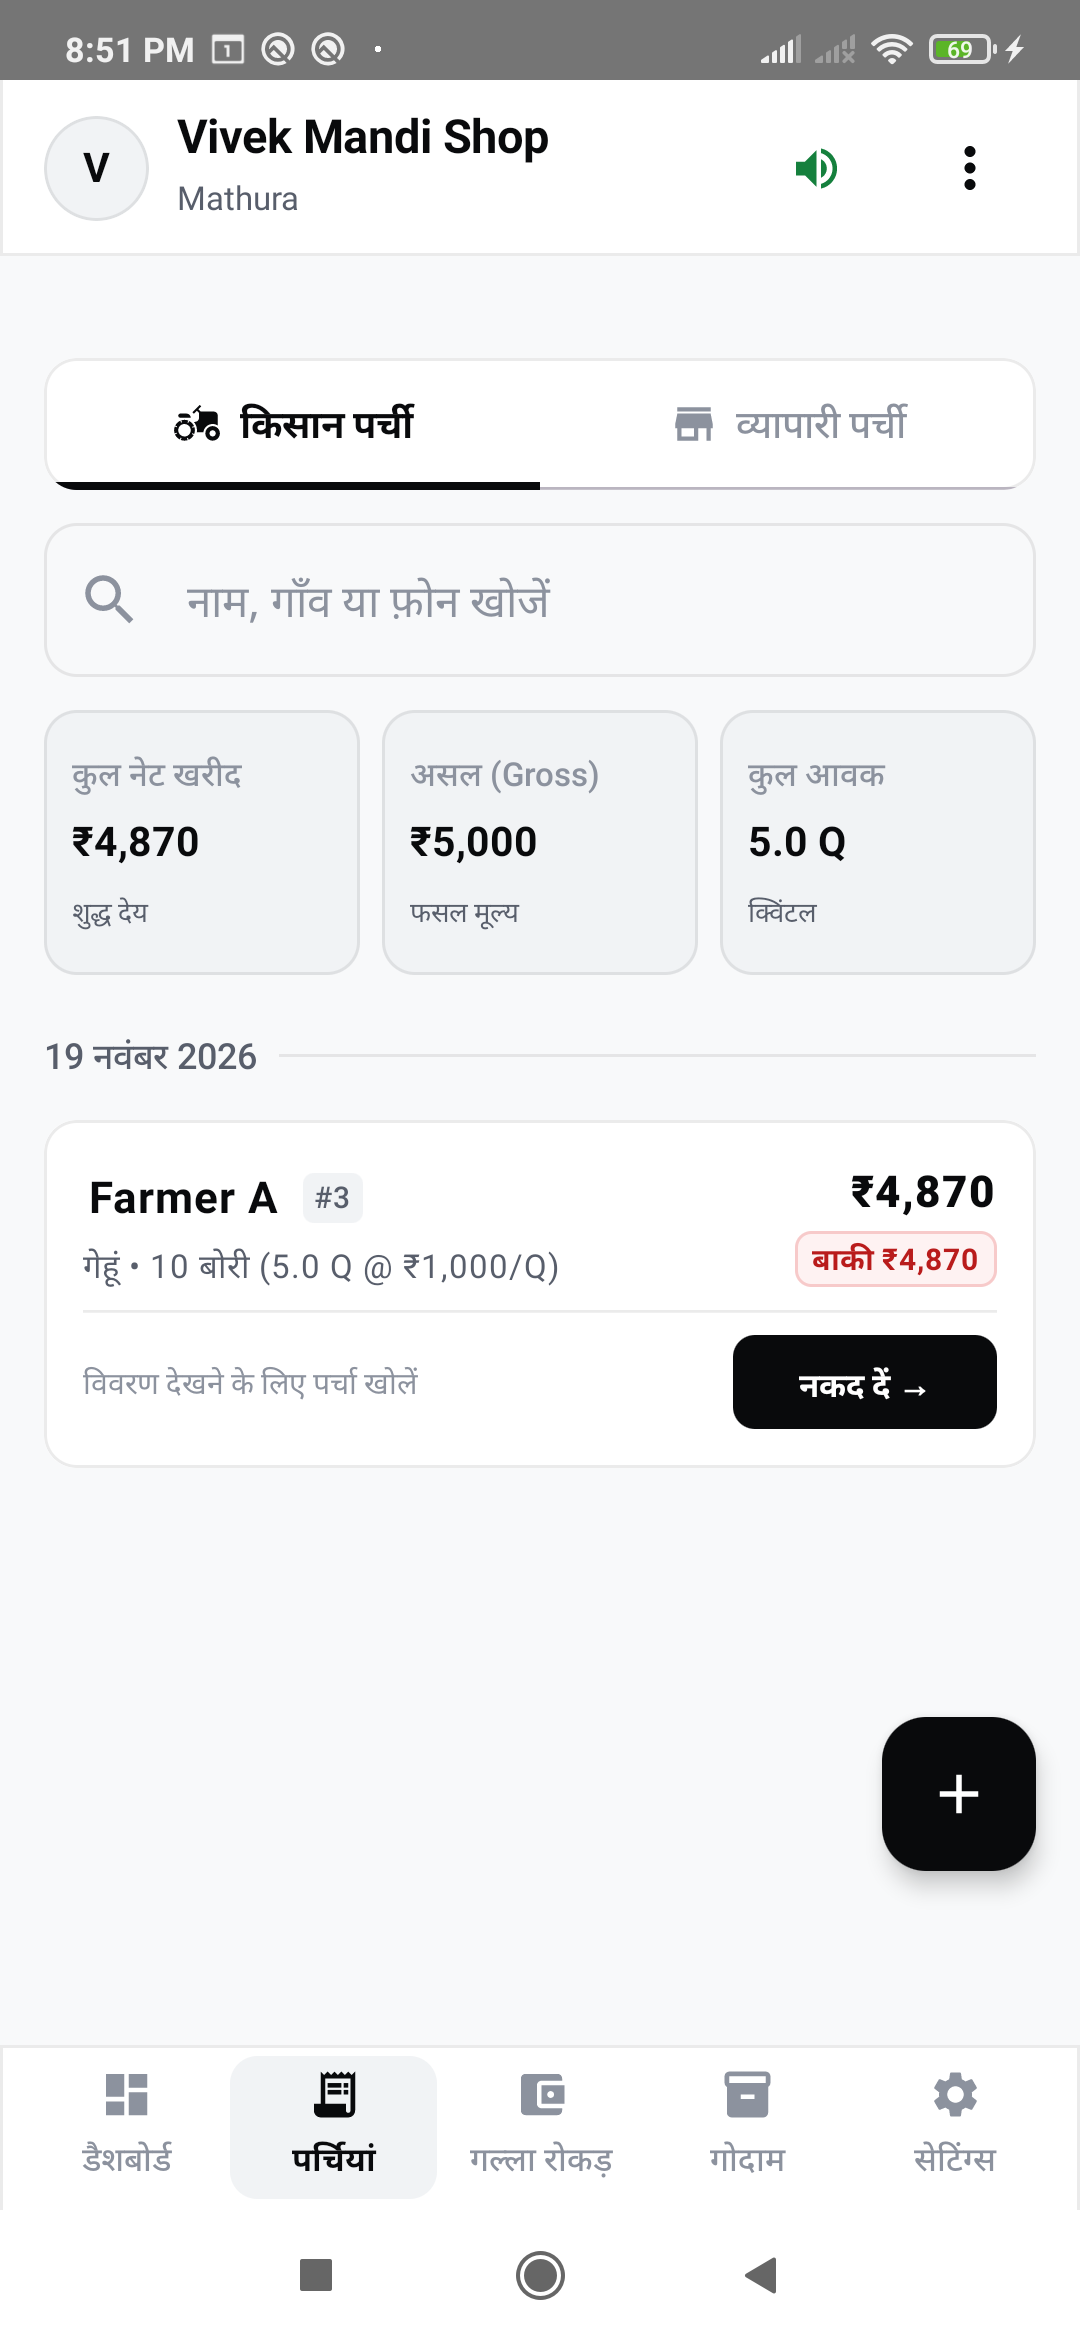 8:51 PM
69
V
Vivek Mandi Shop
Mathura
किसान पर्ची
व्यापारी पर्ची
नाम, गाँव या फ़ोन खोजें
कुल नेट खरीद
₹4,870
शुद्ध देय
असल (Gross)
₹5,000
फसल मूल्य
कुल आवक
5.0 Q
क्विंटल
19 नवंबर 2026
Farmer A #3
₹4,870
गेहूं • 10 बोरी (5.0 Q @ ₹1,000/Q)
बाकी ₹4,870
विवरण देखने के लिए पर्चा खोलें
नकद दें →
डैशबोर्ड
पर्चियां
गल्ला रोकड़
गोदाम
सेटिंग्स